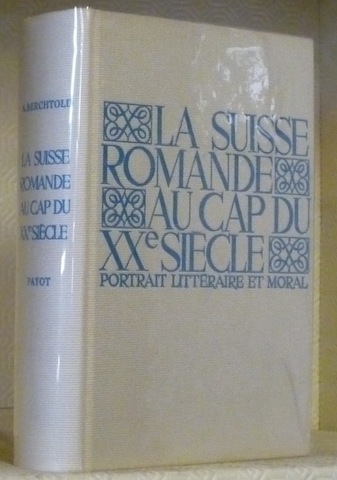 A. BERCHTOLD
LA SUISSE
ROMANDE
AU CAP DU
XXe SIÈCLE
PAYOT
LA SUISSE
ROMANDE
AU CAP DU
XXe SIECLE
PORTRAIT LITTÉRAIRE ET MORAL